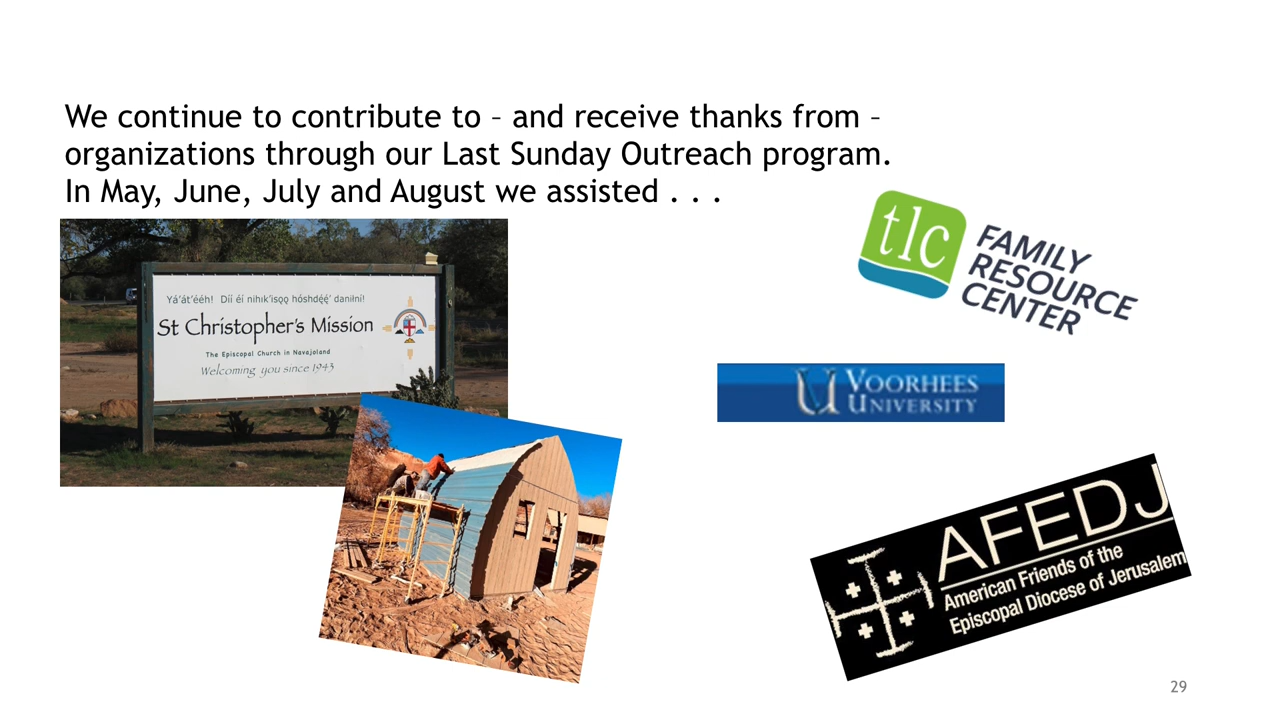 We continue to contribute to – and receive thanks from –
organizations through our Last Sunday Outreach program.
In May, June, July and August we assisted . . .
Yá'át'ééh! Díí éí nihik'isǫǫ hóshdę́ę́' daniłní!
St Christopher's Mission
The Episcopal Church in Navajoland
Welcoming you since 1943
tlc
FAMILY
RESOURCE
CENTER
VOORHEES
UNIVERSITY
AFEDJ
American Friends of the
Episcopal Diocese of Jerusalem
29